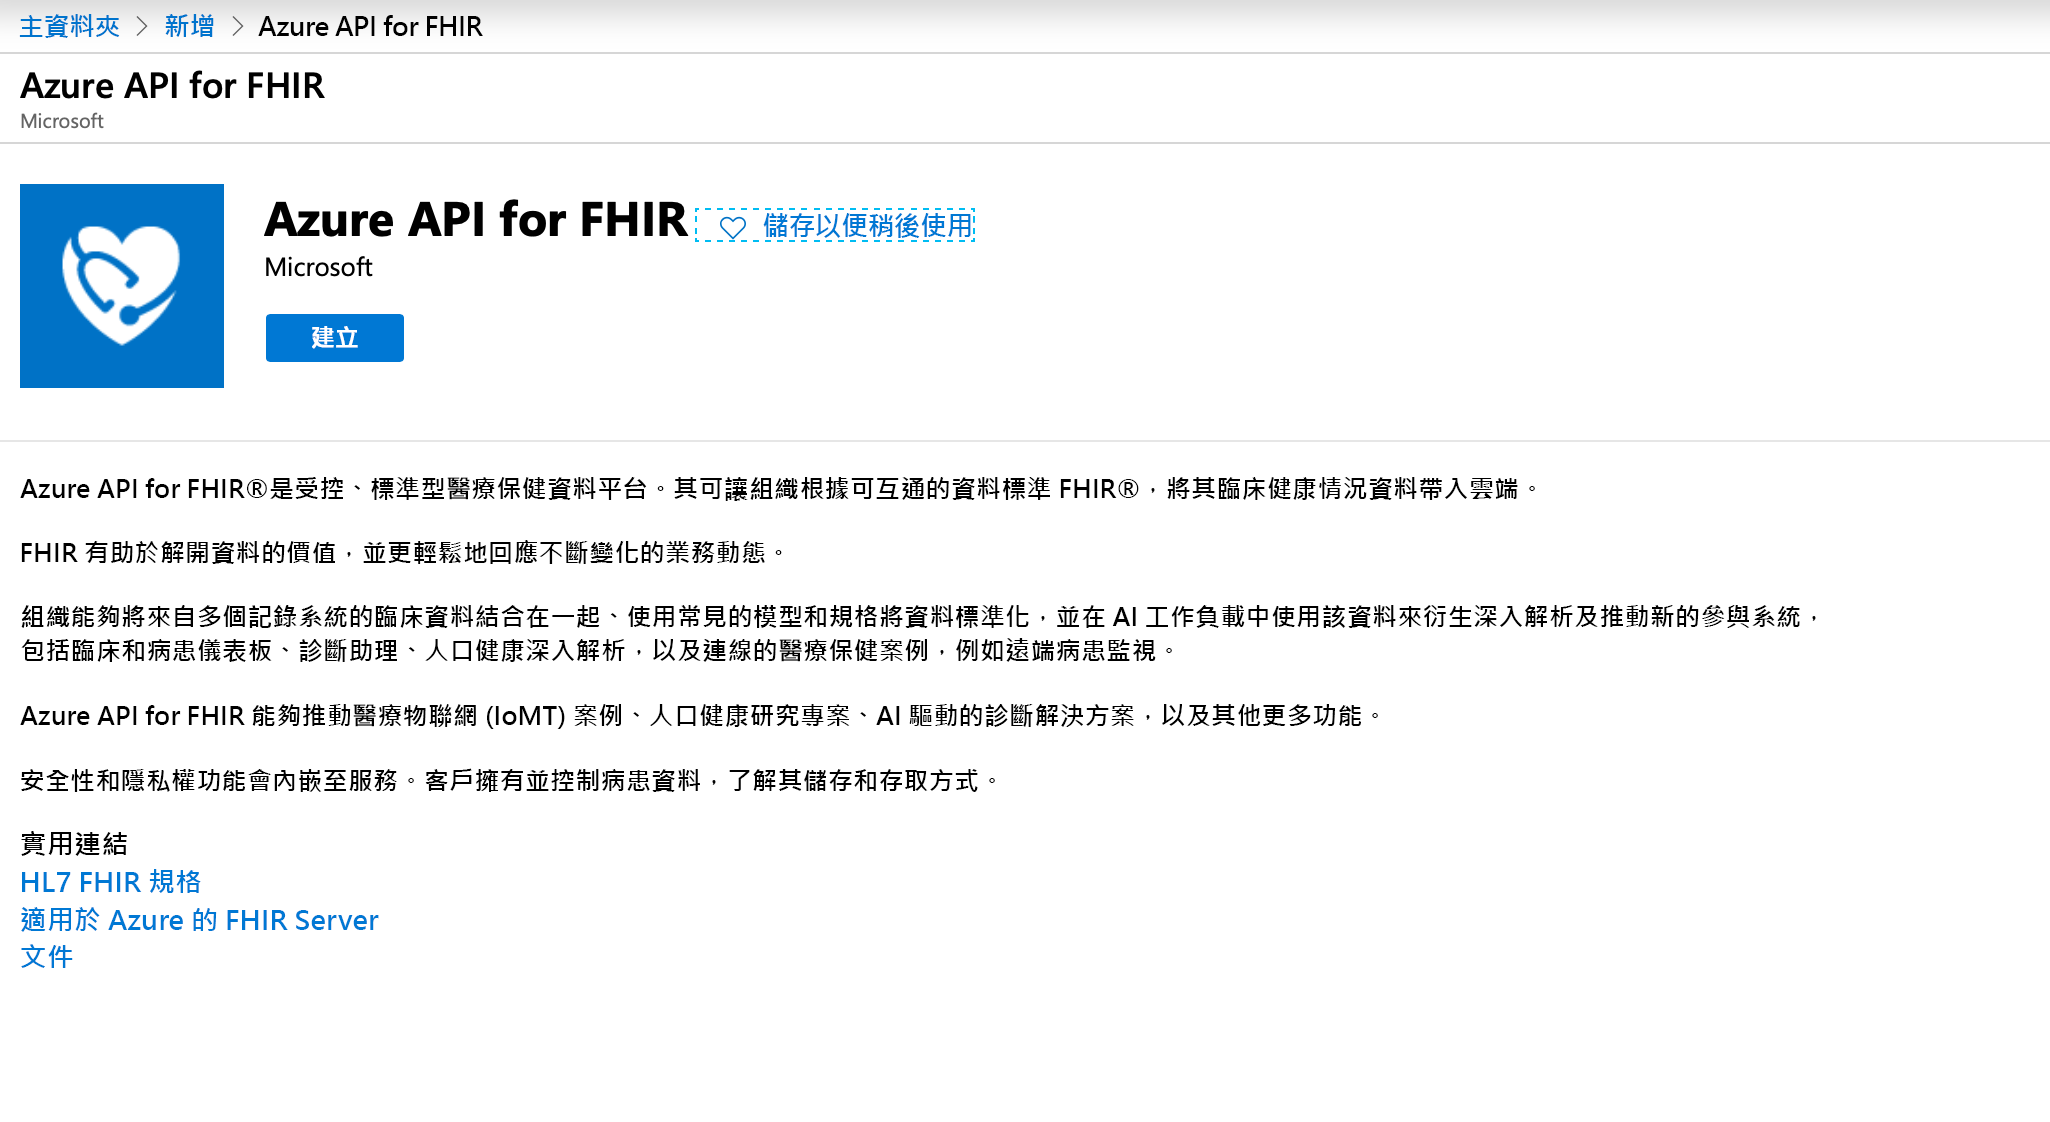 主資料夾 > 新增 > Azure API for FHIR
Azure API for FHIR
Microsoft
Azure API for FHIR 儲存以便稍後使用
Microsoft
建立
Azure API for FHIR®是受控、標準型醫療保健資料平台。其可讓組織根據可互通的資料標準 FHIR®，將其臨床健康情況資料帶入雲端。
FHIR 有助於解開資料的價值，並更輕鬆地回應不斷變化的業務動態。
組織能夠將來自多個記錄系統的臨床資料結合在一起、使用常見的模型和規格將資料標準化，並在 AI 工作負載中使用該資料來衍生深入解析及推動新的參與系統，
包括臨床和病患儀表板、診斷助理、人口健康深入解析，以及連線的醫療保健案例，例如遠端病患監視。
Azure API for FHIR 能夠推動醫療物聯網 (IoMT) 案例、人口健康研究專案、AI 驅動的診斷解決方案，以及其他更多功能。
安全性和隱私權功能會內嵌至服務。客戶擁有並控制病患資料，了解其儲存和存取方式。
實用連結
HL7 FHIR 規格
適用於 Azure 的 FHIR Server
文件